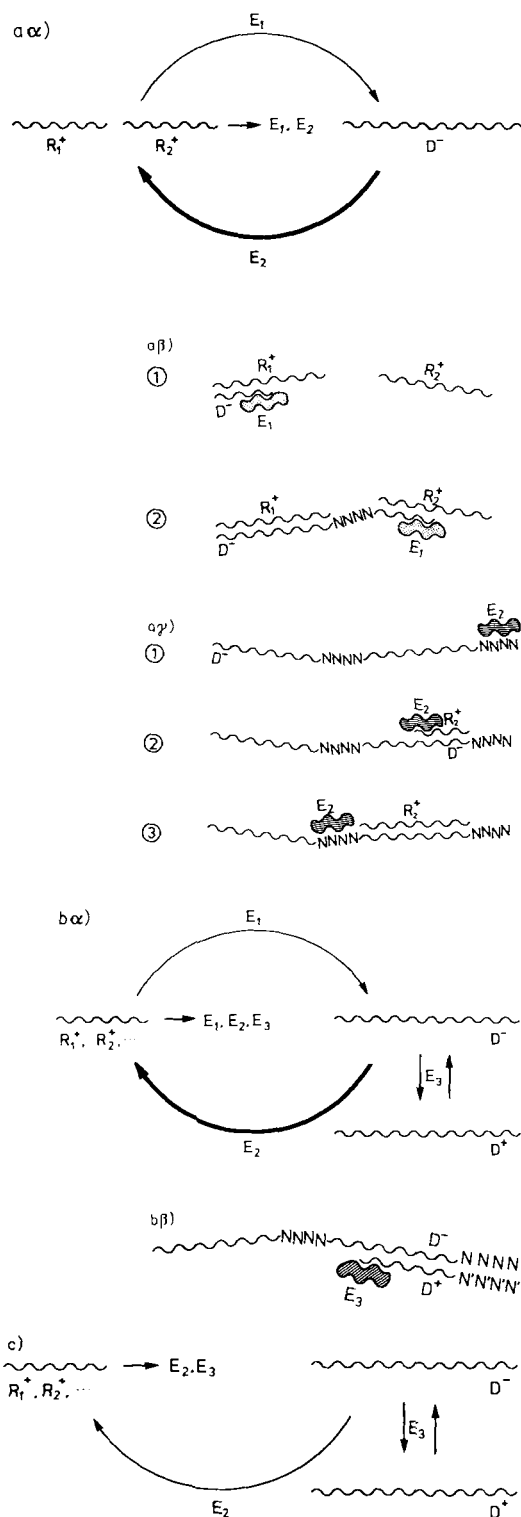 aα)
E₁
R₁⁺ R₂⁺ E₁, E₂ D⁻
E₂
aβ)
①
R₁⁺ R₂⁺
D⁻ E₁
②
R₁⁺ NNNN R₂⁺
D⁻ E₁
aγ)
①
E₂
D⁻ NNNN NNNN
②
E₂ R₂⁺
NNNN D⁻ NNNN
③
E₂ R₂⁺
NNNN NNNN
bα)
E₁
R₁⁺, R₂⁺, ... E₁, E₂, E₃ D⁻
E₃
E₂ D⁺
bβ)
NNNN D⁻ N N N N
E₃ D⁺ N'N'N'N'
c)
E₂, E₃
R₁⁺, R₂⁺, ... D⁻
E₃
E₂ D⁺